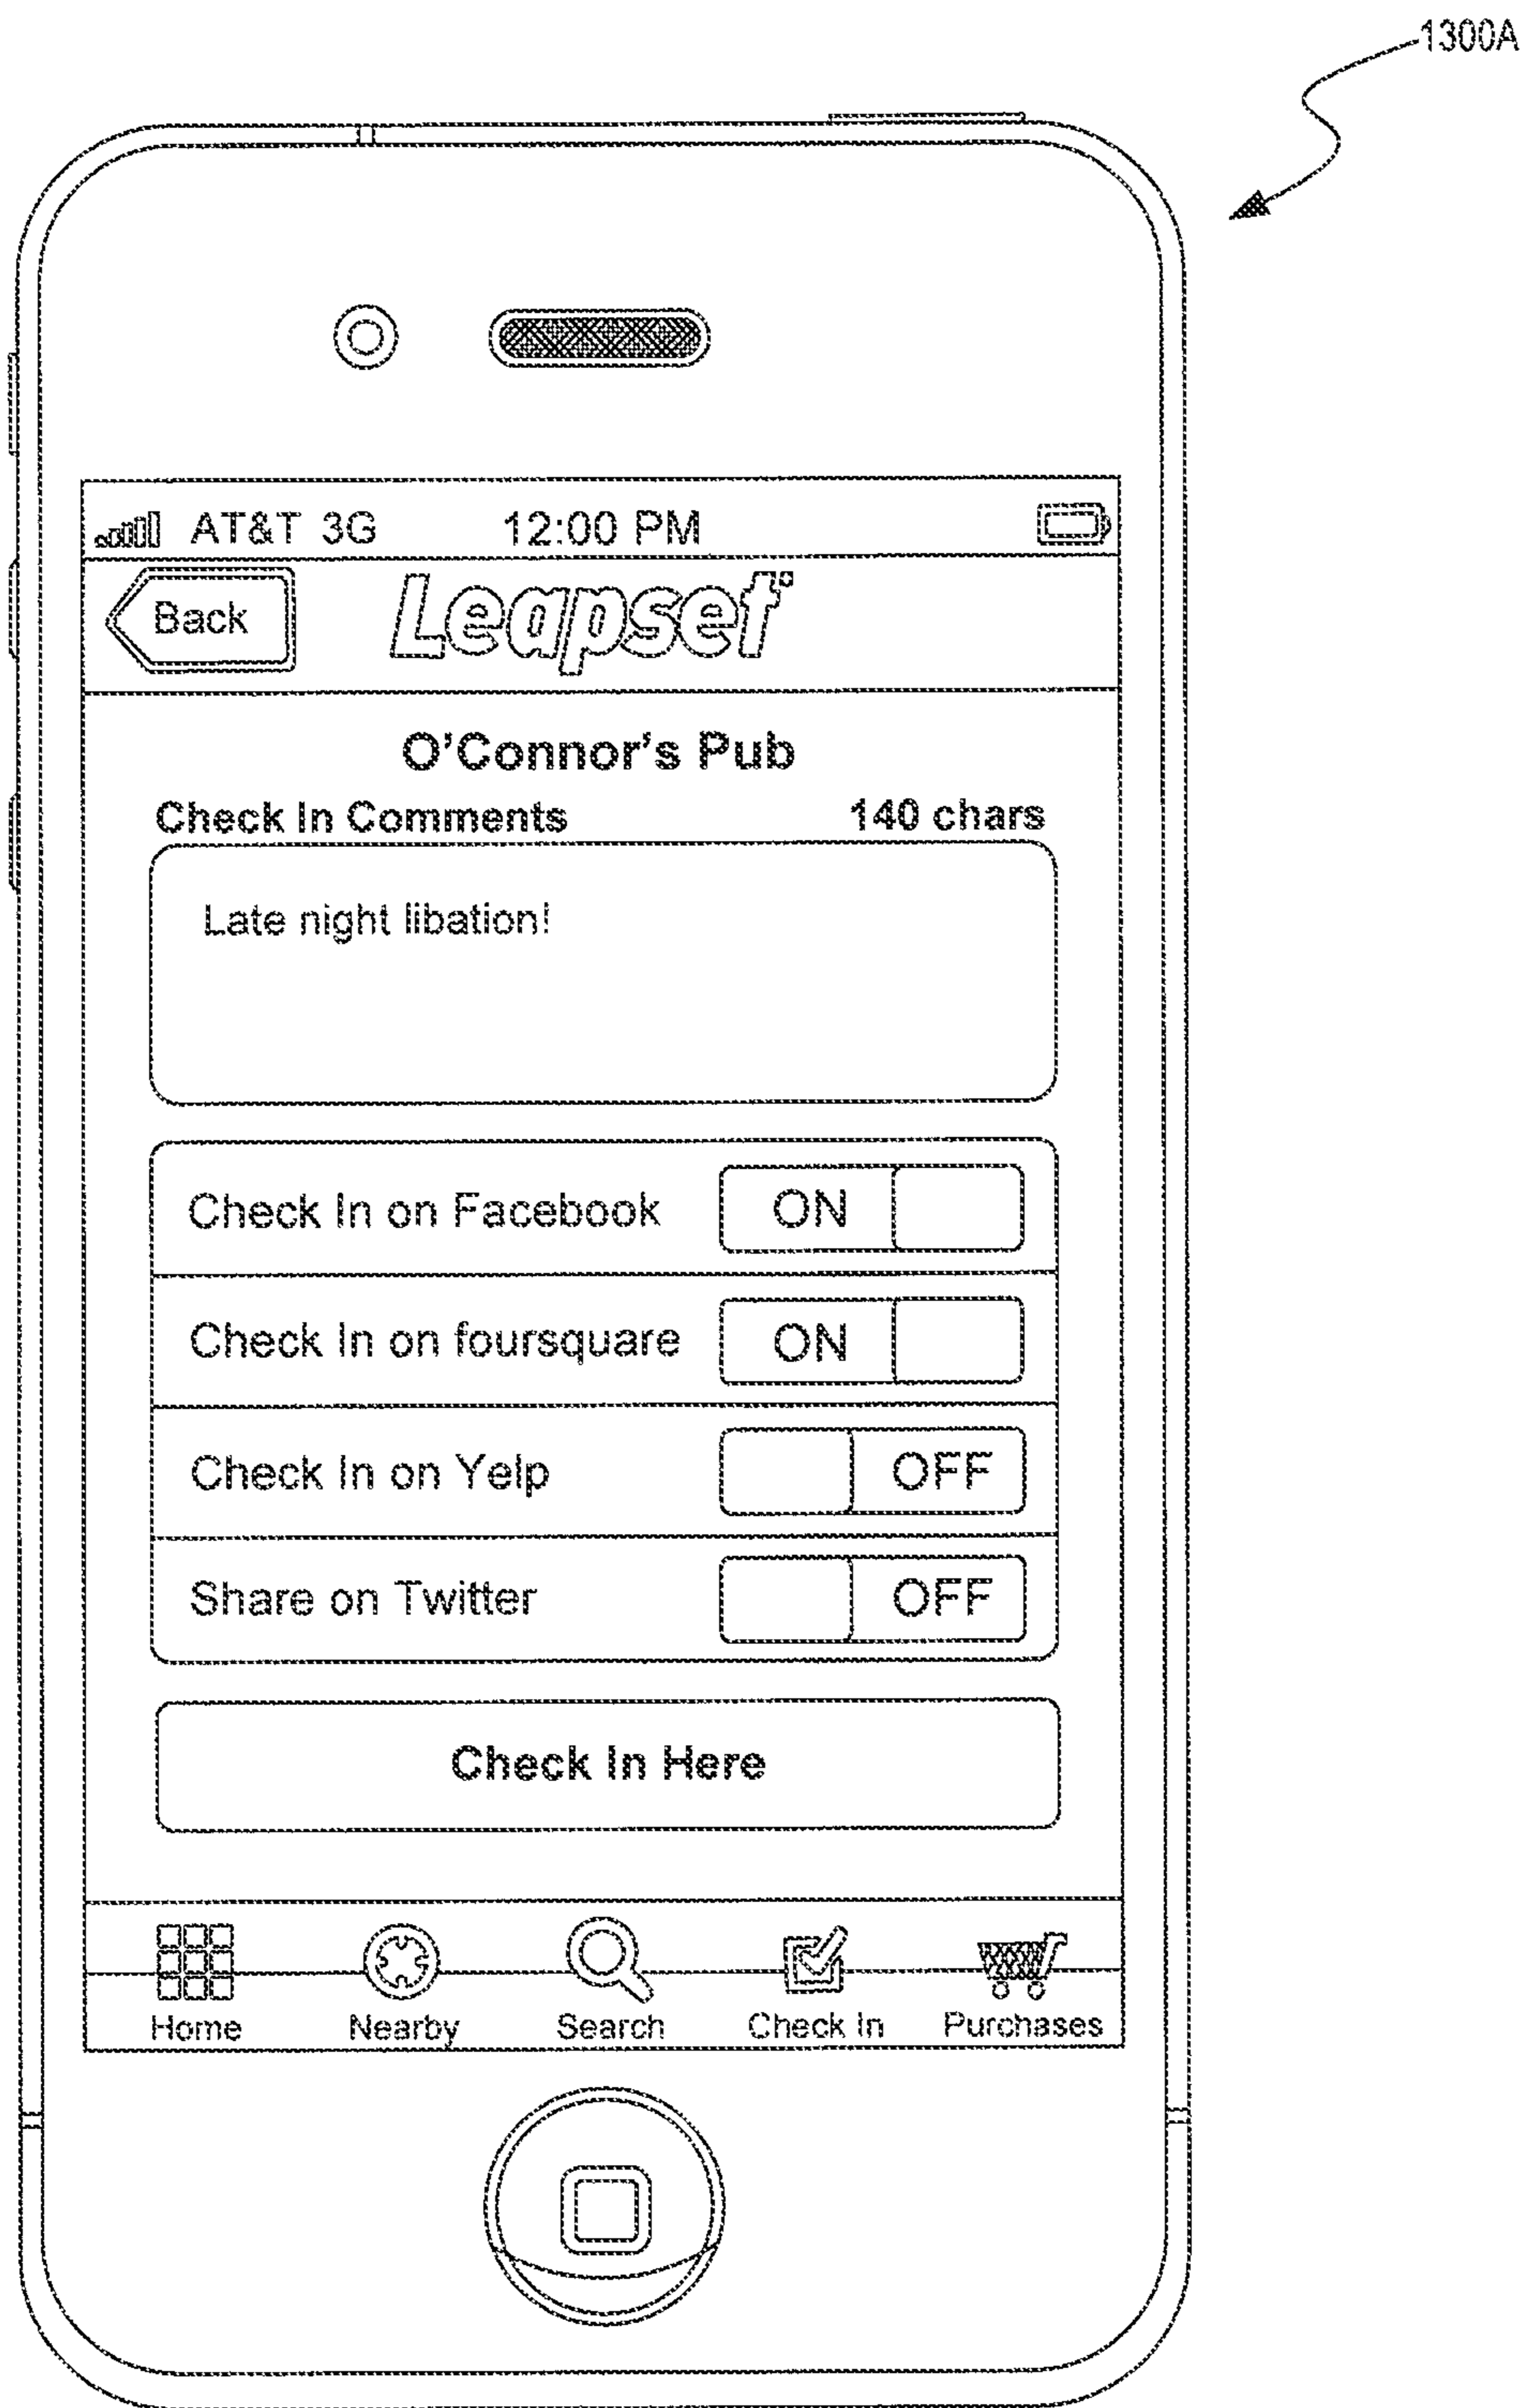 1300A
AT&T 3G 12:00 PM
Back Leapset
O'Connor's Pub
Check In Comments 140 chars
Late night libation!
Check In on Facebook ON
Check In on foursquare ON
Check In on Yelp OFF
Share on Twitter OFF
Check In Here
Home Nearby Search Check In Purchases